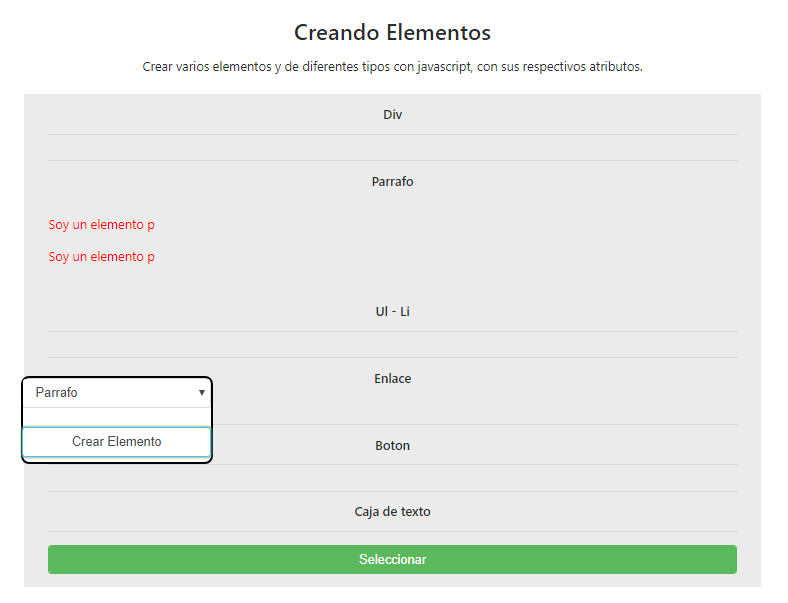 Creando Elementos
Crear varios elementos y de diferentes tipos con javascript, con sus respectivos atributos.
Div
Parrafo
Soy un elemento p
Soy un elemento p
Ul - Li
Enlace
Parrafo
Crear Elemento
Boton
Caja de texto
Seleccionar